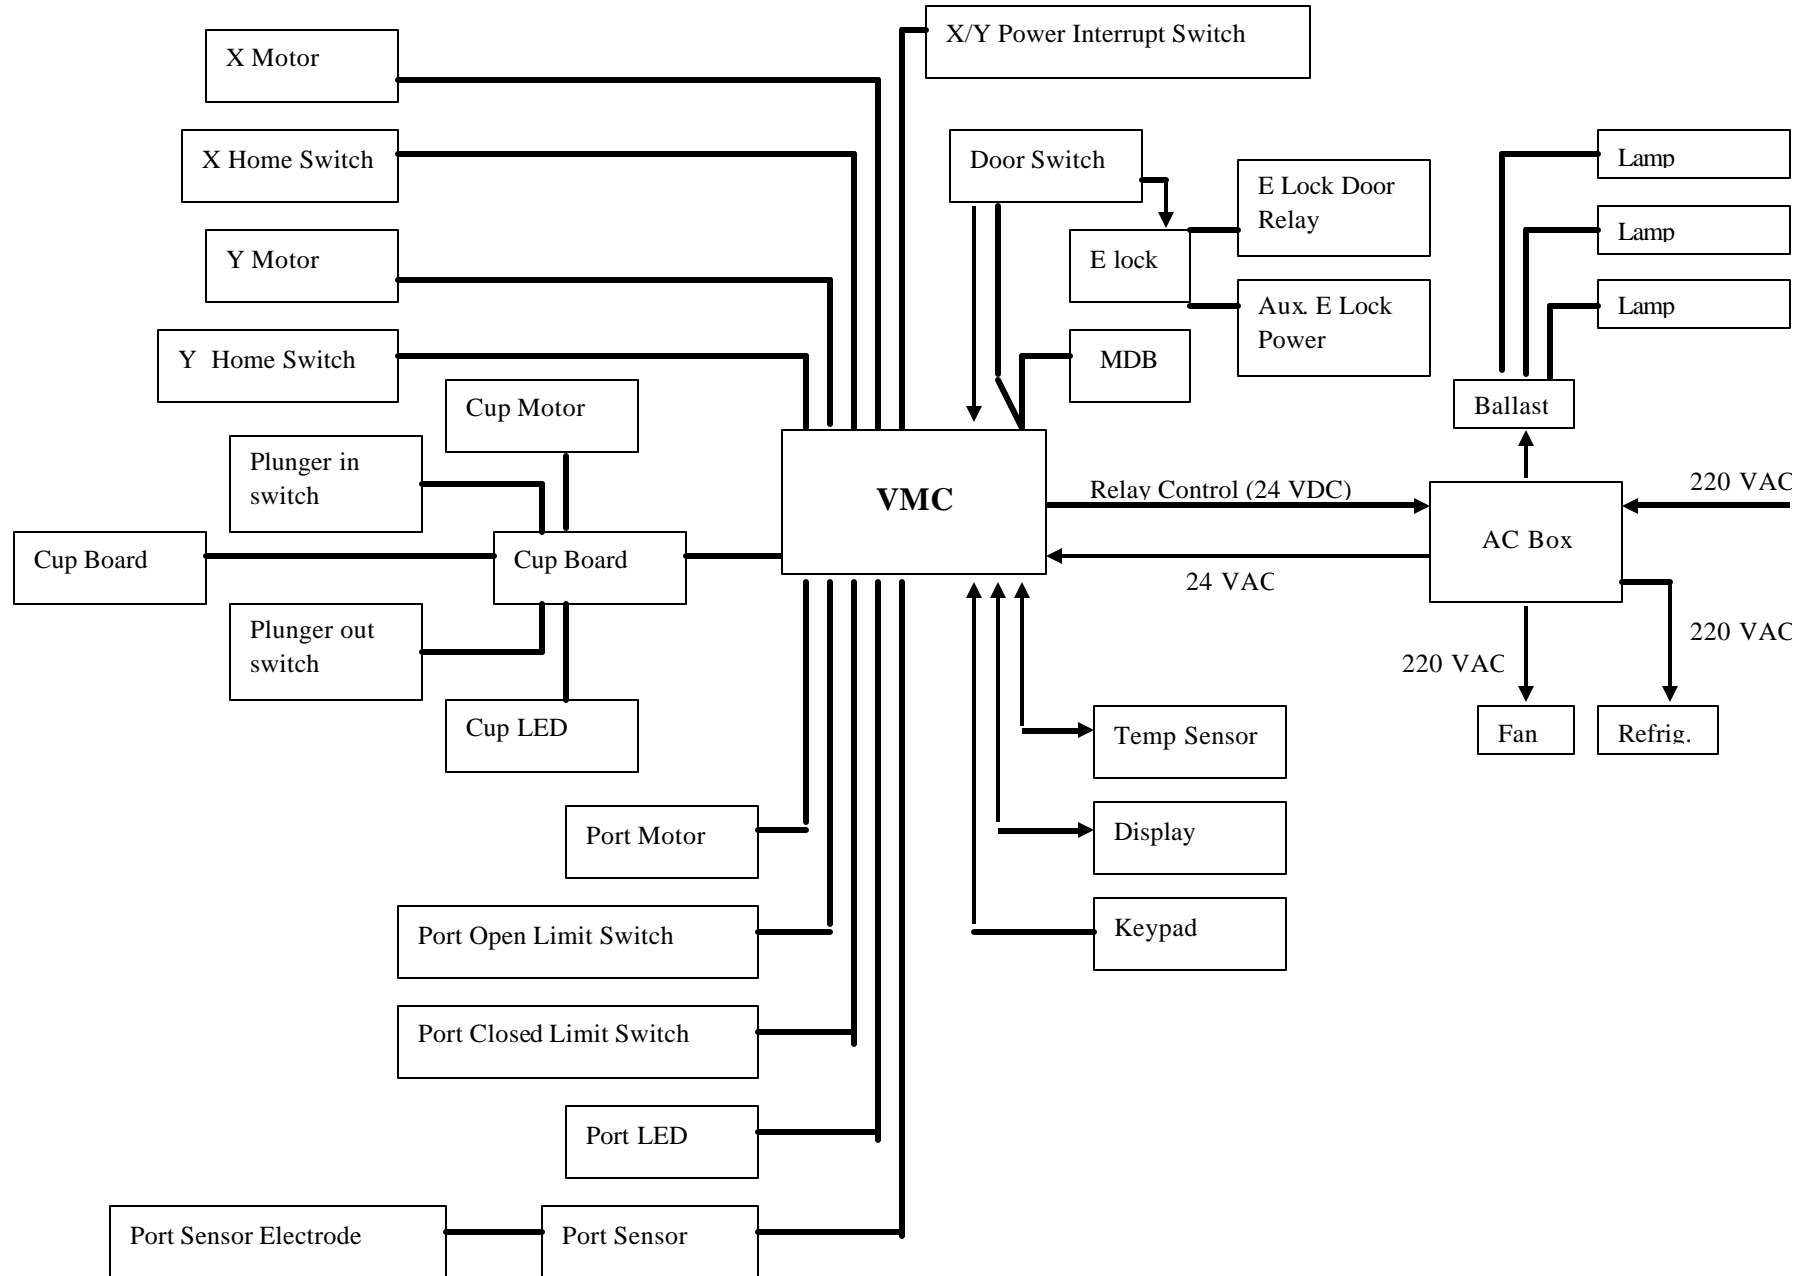 X/Y Power Interrupt Switch
X Motor
X Home Switch
Door Switch
E Lock Door
Relay
Lamp
Lamp
Lamp
Y Motor
E lock
Aux. E Lock
Power
Y Home Switch
MDB
Cup Motor
Ballast
Plunger in
switch
VMC
Relay Control (24 VDC)
220 VAC
Cup Board
Cup Board
AC Box
24 VAC
Plunger out
switch
220 VAC
220 VAC
Cup LED
Temp Sensor
Fan
Refrig.
Port Motor
Display
Port Open Limit Switch
Keypad
Port Closed Limit Switch
Port LED
Port Sensor Electrode
Port Sensor